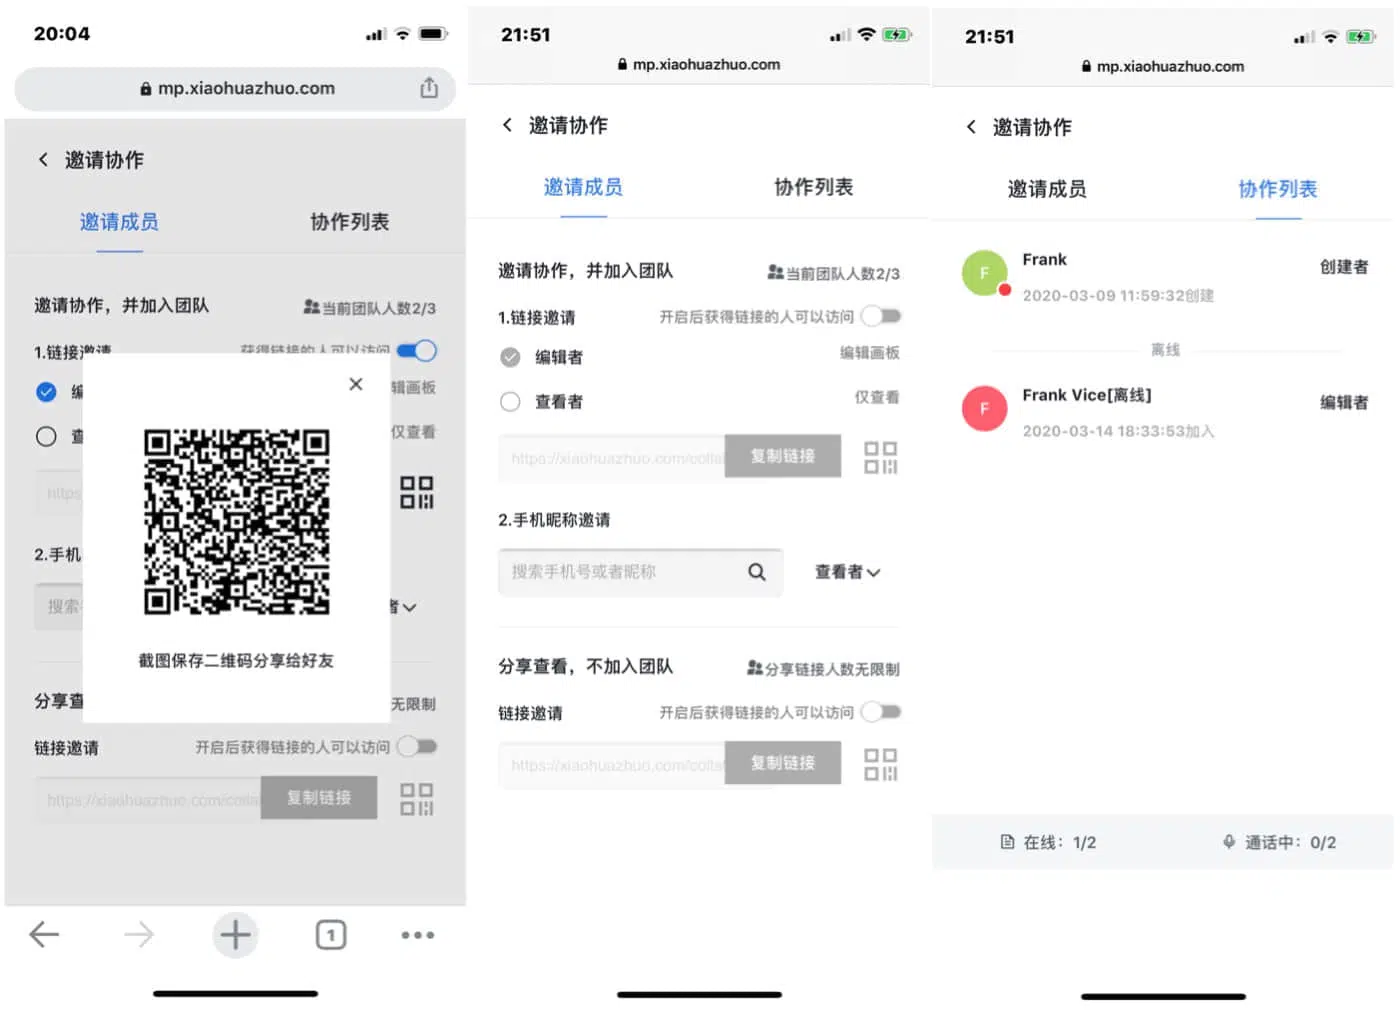 20:04
mp.xiaohuazhuo.com
邀请协作
邀请成员 协作列表
邀请协作，并加入团队 当前团队人数2/3
1.链接邀请 获得链接的人可以访问
编 辑画板
查 仅查看
https
2.手机
搜索 者
截图保存二维码分享给好友
分享查 无限制
链接邀请 开启后获得链接的人可以访问
https://xiaohuazhuo.com/colla 复制链接
1
21:51
mp.xiaohuazhuo.com
邀请协作
邀请成员 协作列表
邀请协作，并加入团队 当前团队人数2/3
1.链接邀请 开启后获得链接的人可以访问
编辑者 编辑画板
查看者 仅查看
https://xiaohuazhuo.com/colla 复制链接
2.手机昵称邀请
搜索手机号或者昵称 查看者
分享查看，不加入团队 分享链接人数无限制
链接邀请 开启后获得链接的人可以访问
https://xiaohuazhuo.com/colla 复制链接
21:51
mp.xiaohuazhuo.com
邀请协作
邀请成员 协作列表
F Frank 创建者
2020-03-09 11:59:32创建
离线
F Frank Vice[离线] 编辑者
2020-03-14 18:33:53加入
在线：1/2 通话中：0/2